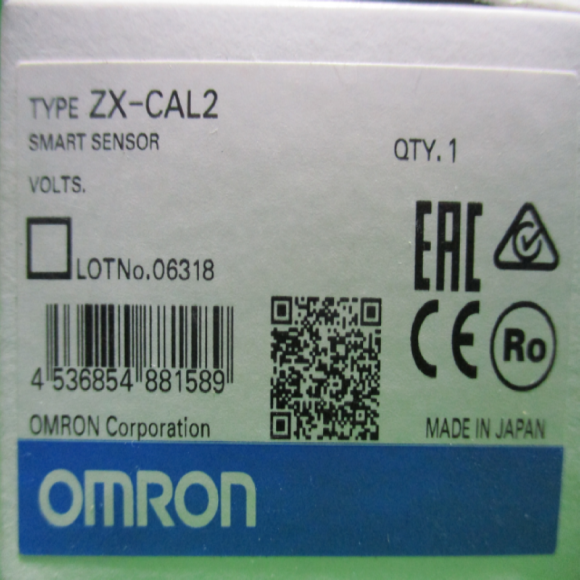 TYPE ZX-CAL2
SMART SENSOR
QTY. 1
VOLTS.
LOTNo.06318
EAC
CE
Ro
4 536854 881589
OMRON Corporation
MADE IN JAPAN
OMRON